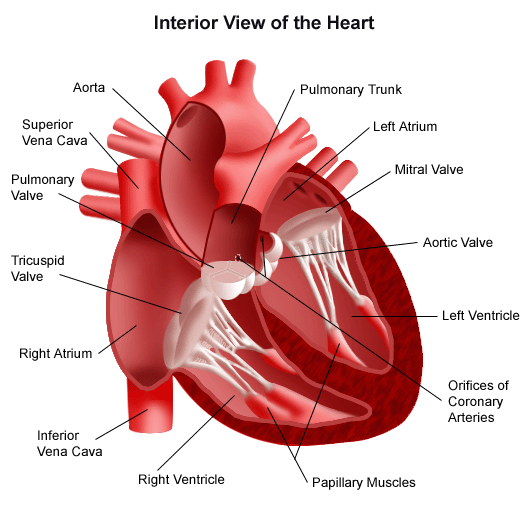 Interior View of the Heart
Aorta
Pulmonary Trunk
Superior
Vena Cava
Left Atrium
Mitral Valve
Pulmonary
Valve
Aortic Valve
Tricuspid
Valve
Left Ventricle
Right Atrium
Orifices of
Coronary
Arteries
Inferior
Vena Cava
Right Ventricle
Papillary Muscles